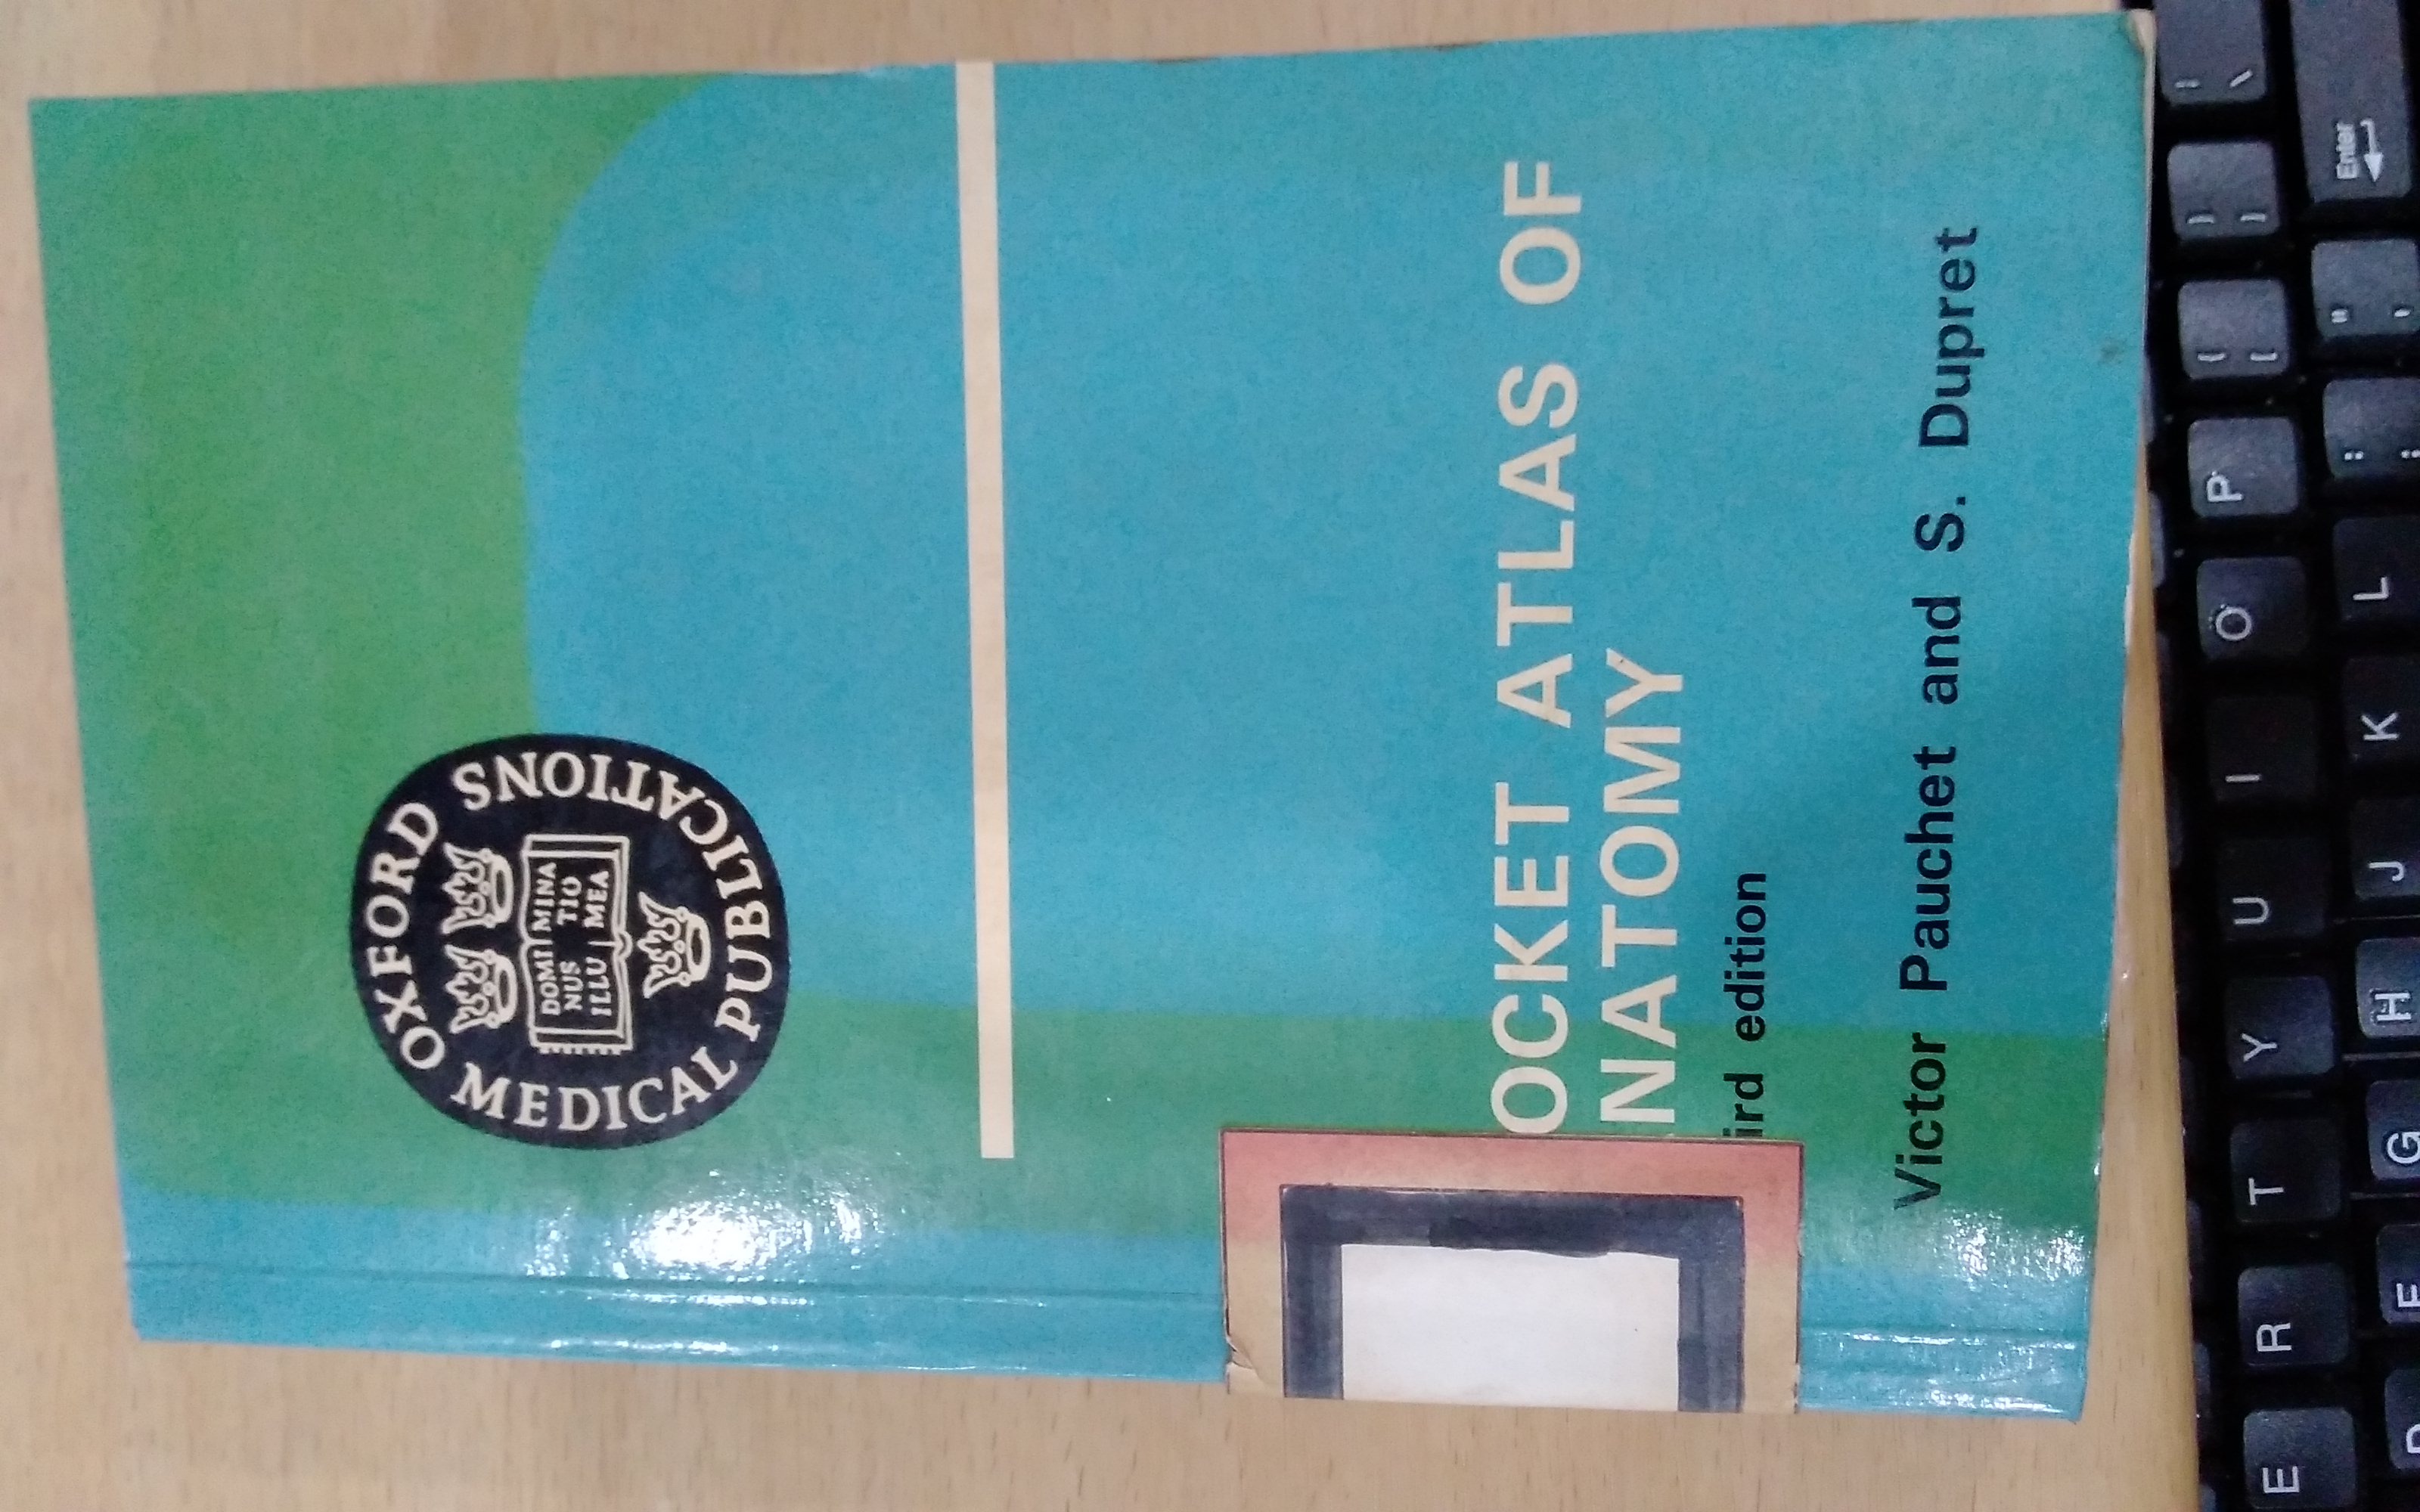 OXFORD MEDICAL PUBLICATIONS
DOMI MINA
NUS TIO
ILLU MEA
OCKET ATLAS OF
NATOMY
ird edition
Victor Pauchet and S. Dupret
E R T Y U I O P { [ } ] | \
D F G H J K L : ; " ' Enter